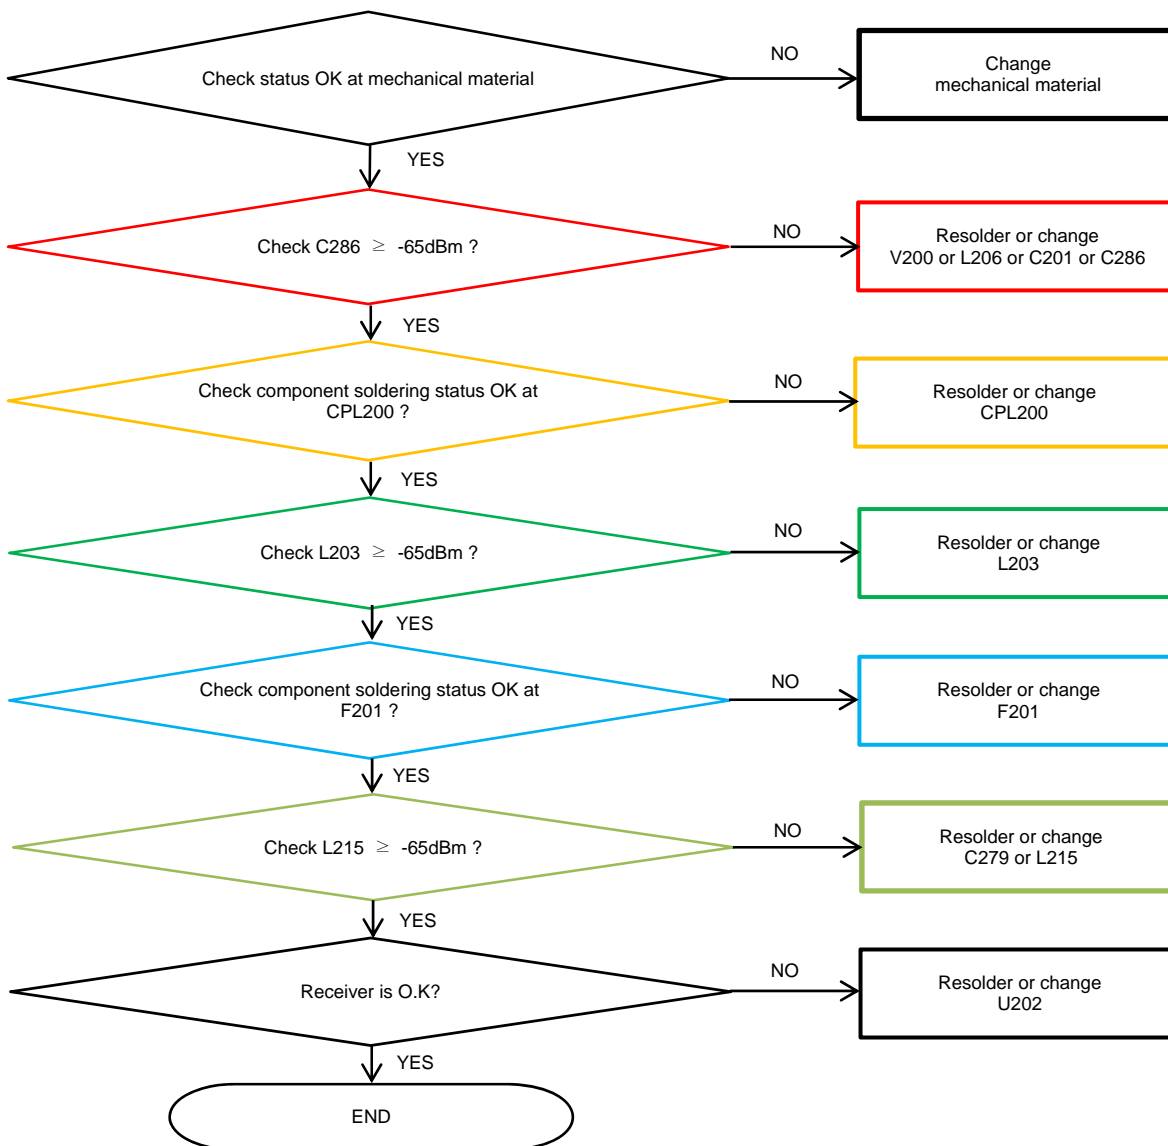 Check status OK at mechanical material
NO
Change
mechanical material
YES
Check C286 ≥ -65dBm ?
NO
Resolder or change
V200 or L206 or C201 or C286
YES
Check component soldering status OK at
CPL200 ?
NO
Resolder or change
CPL200
YES
Check L203 ≥ -65dBm ?
NO
Resolder or change
L203
YES
Check component soldering status OK at
F201 ?
NO
Resolder or change
F201
YES
Check L215 ≥ -65dBm ?
NO
Resolder or change
C279 or L215
YES
Receiver is O.K?
NO
Resolder or change
U202
YES
END